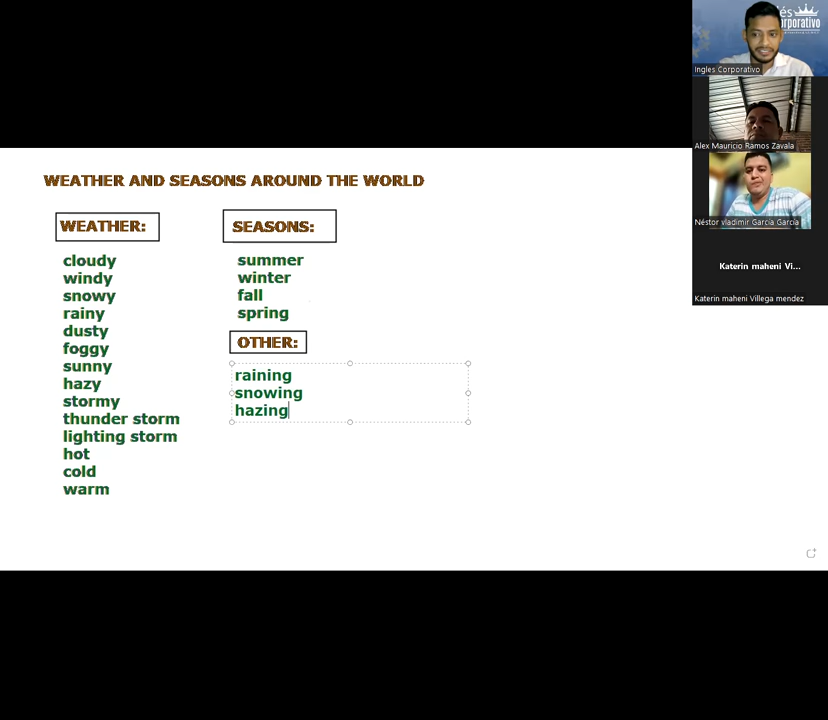 WEATHER AND SEASONS AROUND THE WORLD
WEATHER:
cloudy
windy
snowy
rainy
dusty
foggy
sunny
hazy
stormy
thunder storm
lighting storm
hot
cold
warm
SEASONS:
summer
winter
fall
spring
OTHER:
raining
snowing
hazing
Ingles Corporativo
Alex Mauricio Ramos Zavala
Néstor vladimir Garcia Garcia
Katerin maheni Vi...
Katerin maheni Villega mendez